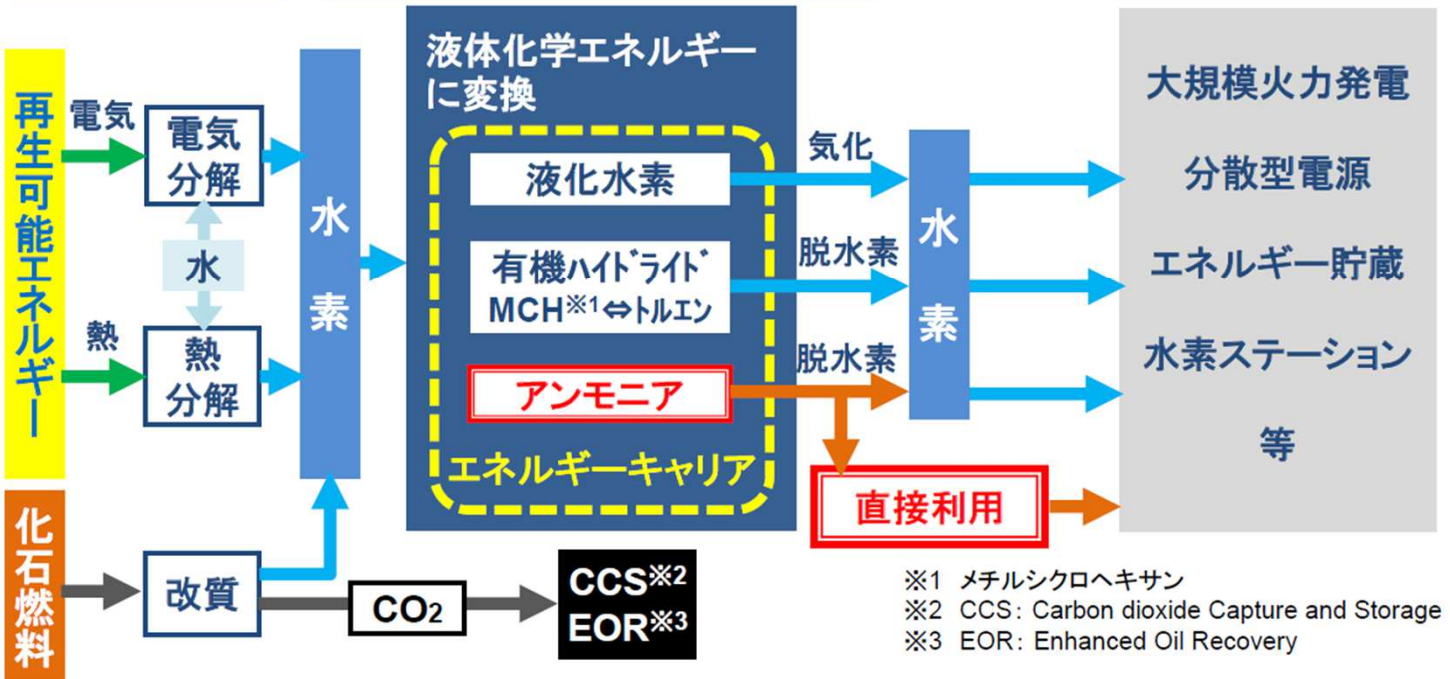 再生可能エネルギー
電気
電気
分解
水
熱
熱
分解
水素
化石燃料
改質
CO2
CCS※2
EOR※3
液体化学エネルギー
に変換
液化水素
有機ハイドライド
MCH※1⇔トルエン
アンモニア
エネルギーキャリア
気化
脱水素
脱水素
水素
直接利用
大規模火力発電
分散型電源
エネルギー貯蔵
水素ステーション
等
※1 メチルシクロヘキサン
※2 CCS: Carbon dioxide Capture and Storage
※3 EOR: Enhanced Oil Recovery